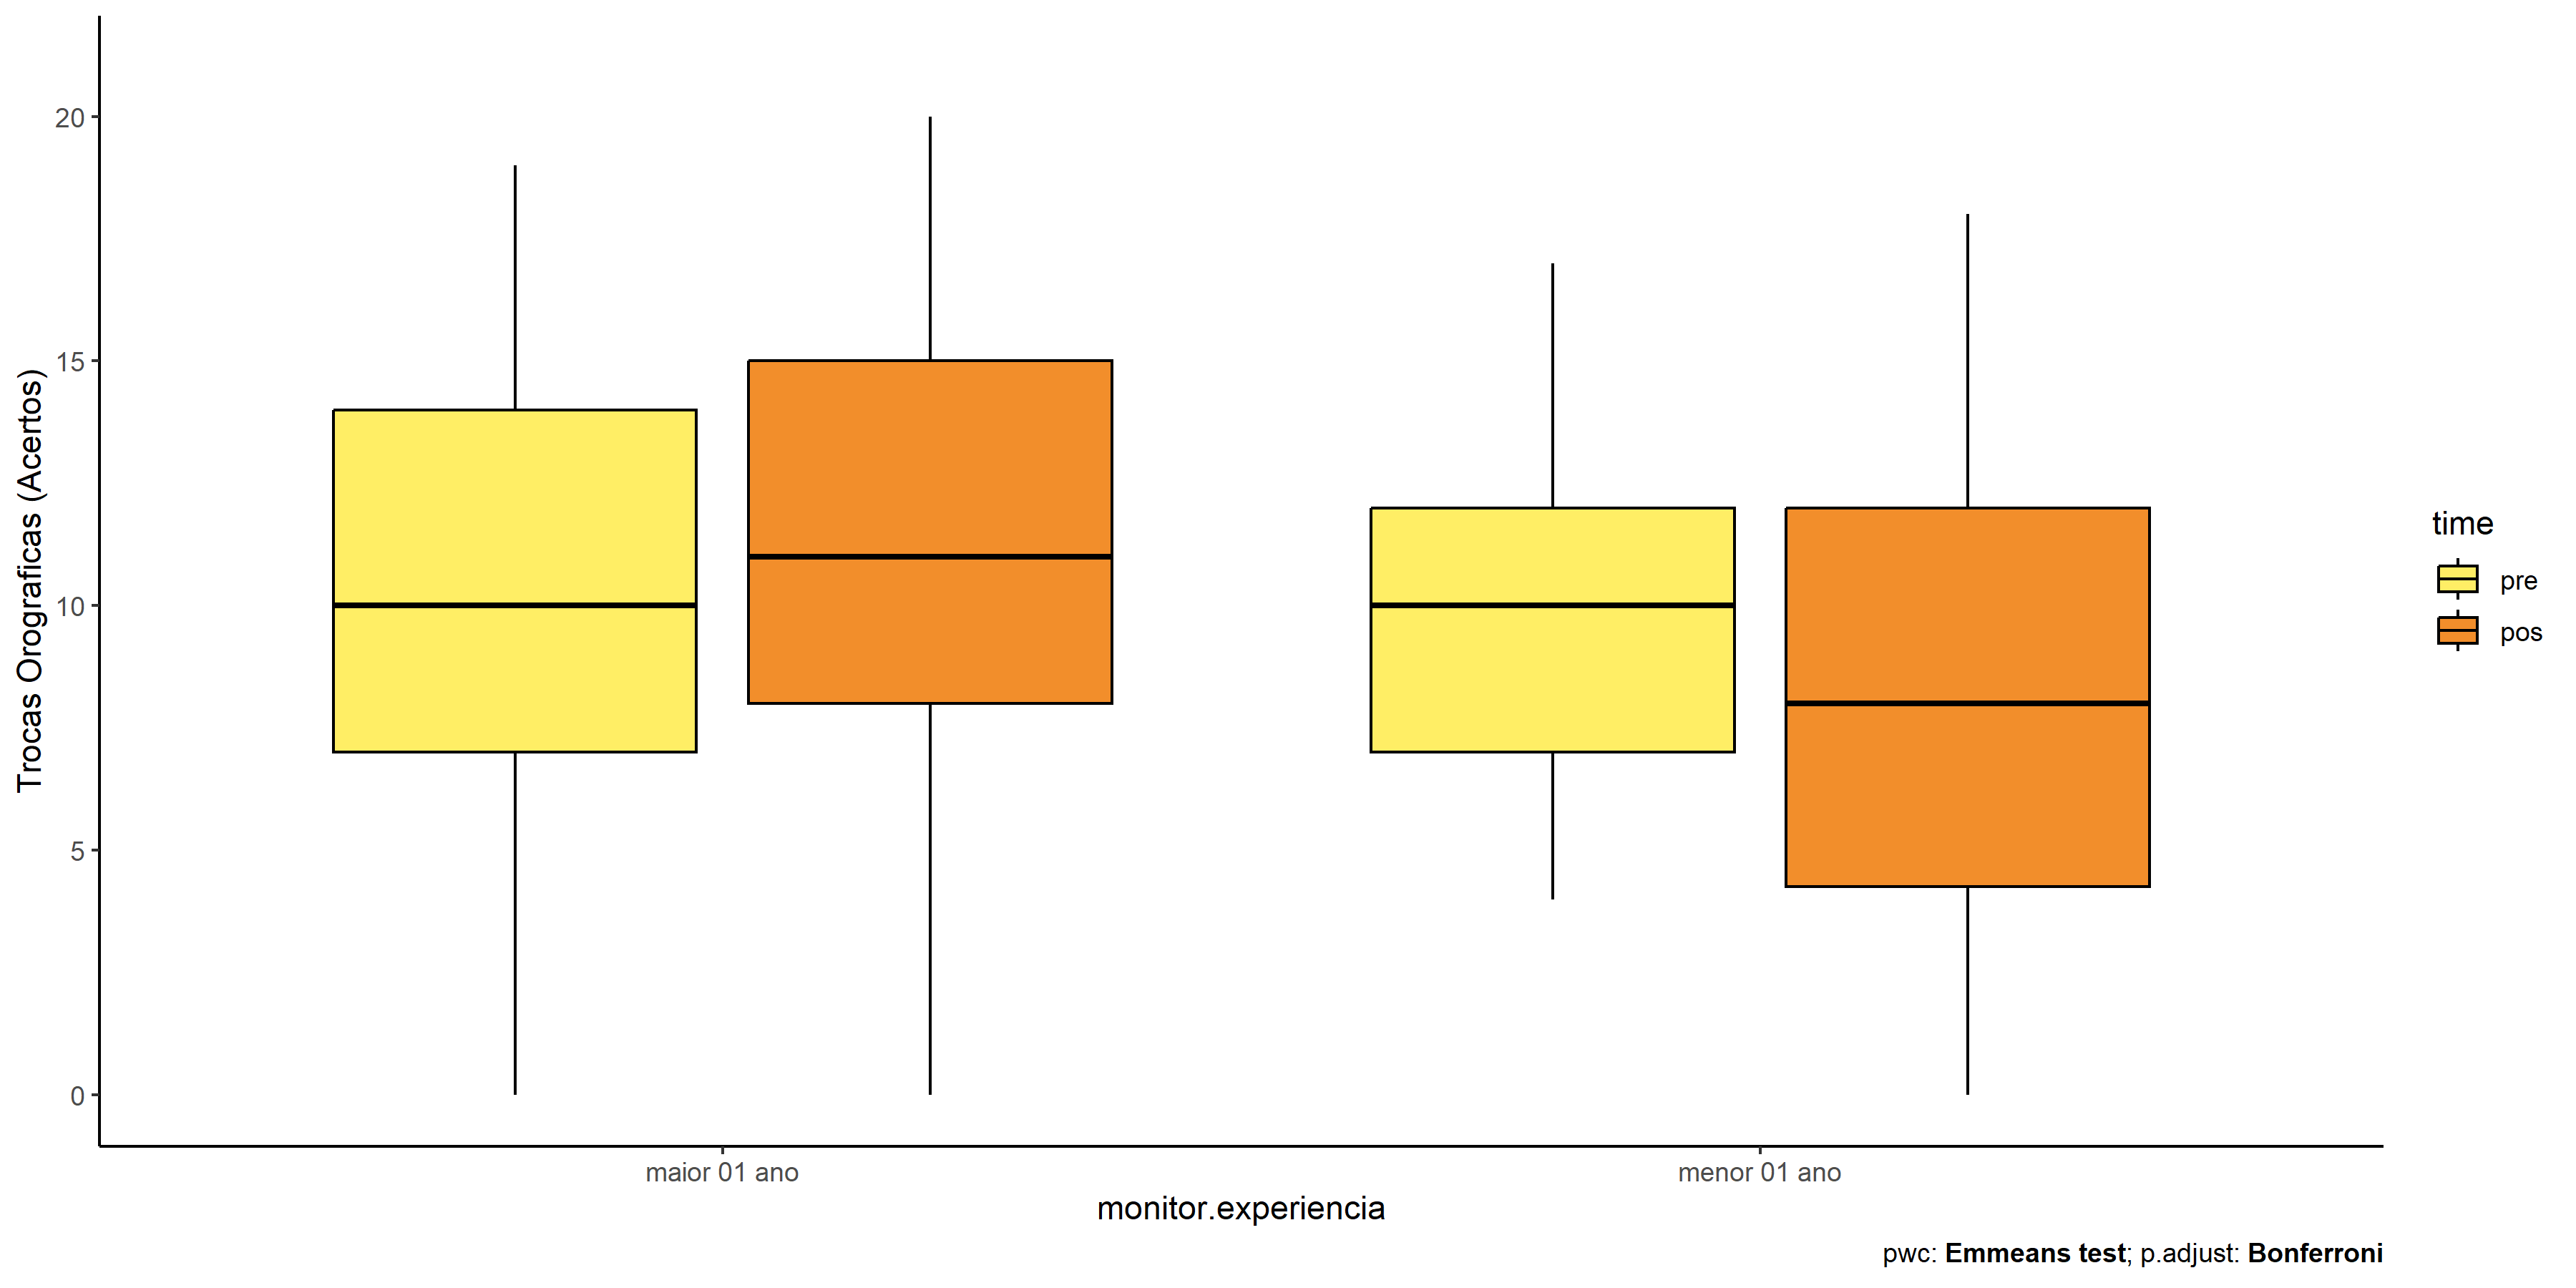 Trocas Orograficas (Acertos)
20
15
10
5
0
maior 01 ano
menor 01 ano
monitor.experiencia
time
pre
pos
pwc: Emmeans test; p.adjust: Bonferroni